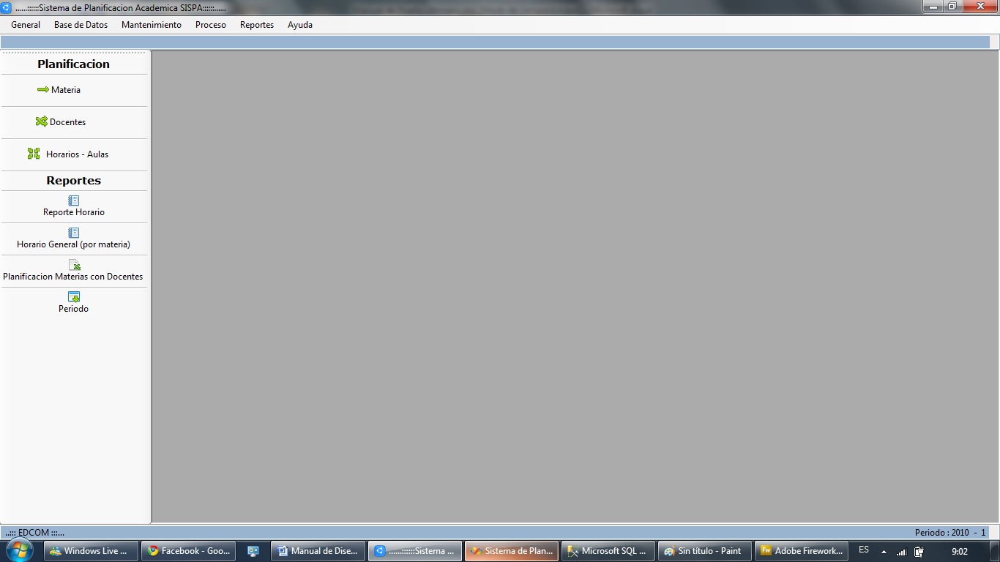 ......::::::Sistema de Planificacion Academica SISPA::::::......
General Base de Datos Mantenimiento Proceso Reportes Ayuda
Planificacion
Materia
Docentes
Horarios - Aulas
Reportes
Reporte Horario
Horario General (por materia)
Planificacion Materias con Docentes
Periodo
..::: EDCOM :::... Periodo : 2010 - 1
Windows Live ... Facebook - Goo... Manual de Dise... ......::::::Sistema ... Sistema de Plan... Microsoft SQL ... Sin título - Paint Adobe Firework... ES 9:02